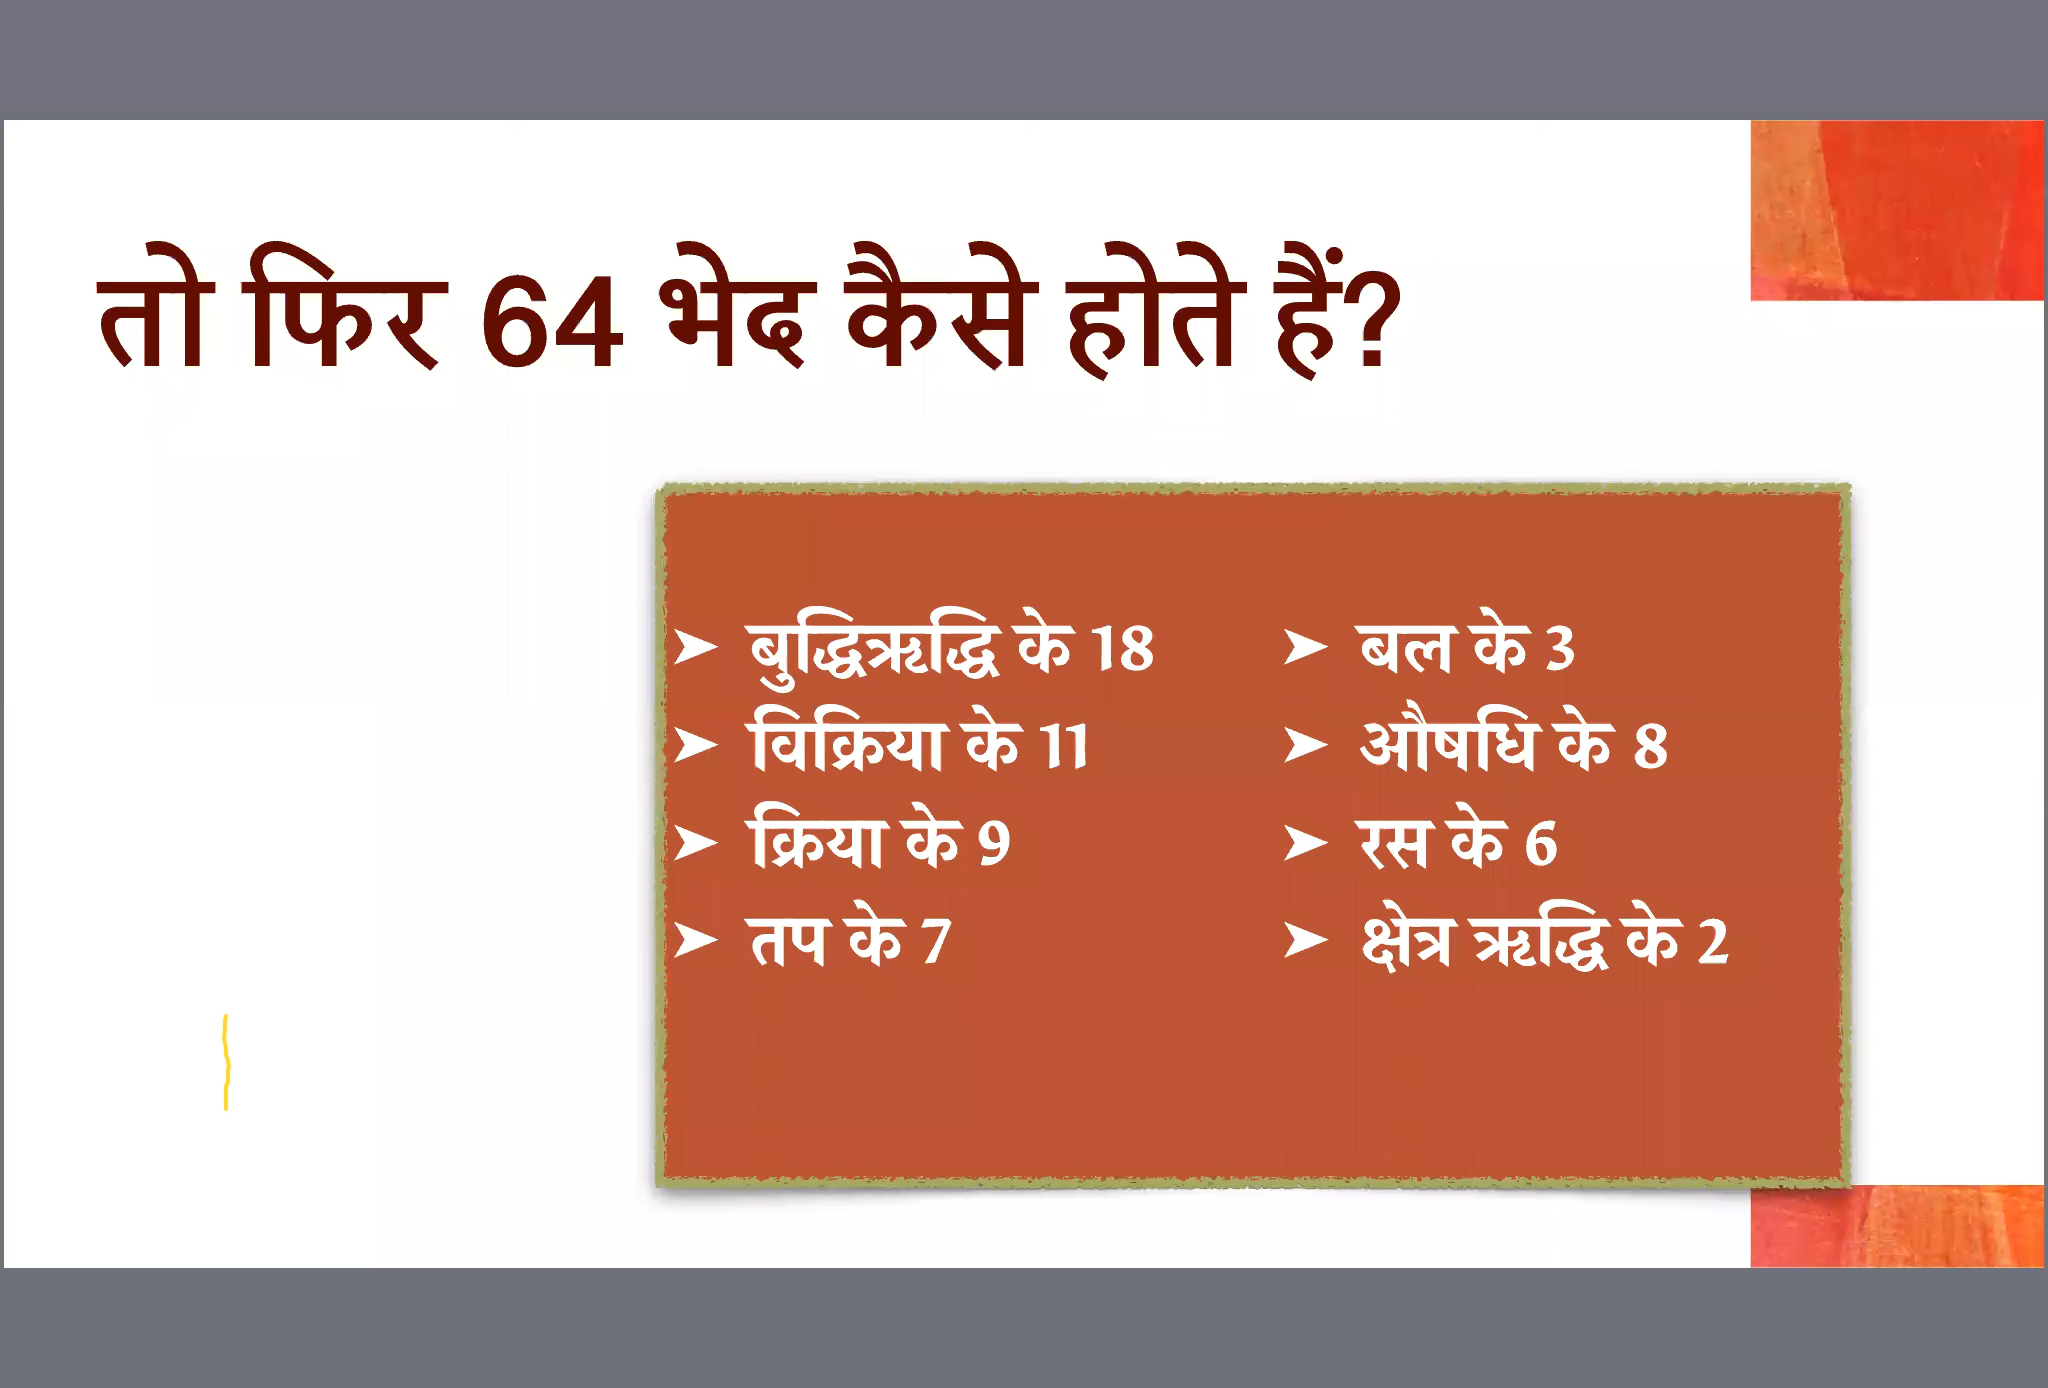 तो फिर 64 भेद कैसे होते हैं?
➤ बुद्धिऋद्धि के 18
➤ विक्रिया के 11
➤ क्रिया के 9
➤ तप के 7
➤ बल के 3
➤ औषधि के 8
➤ रस के 6
➤ क्षेत्र ऋद्धि के 2